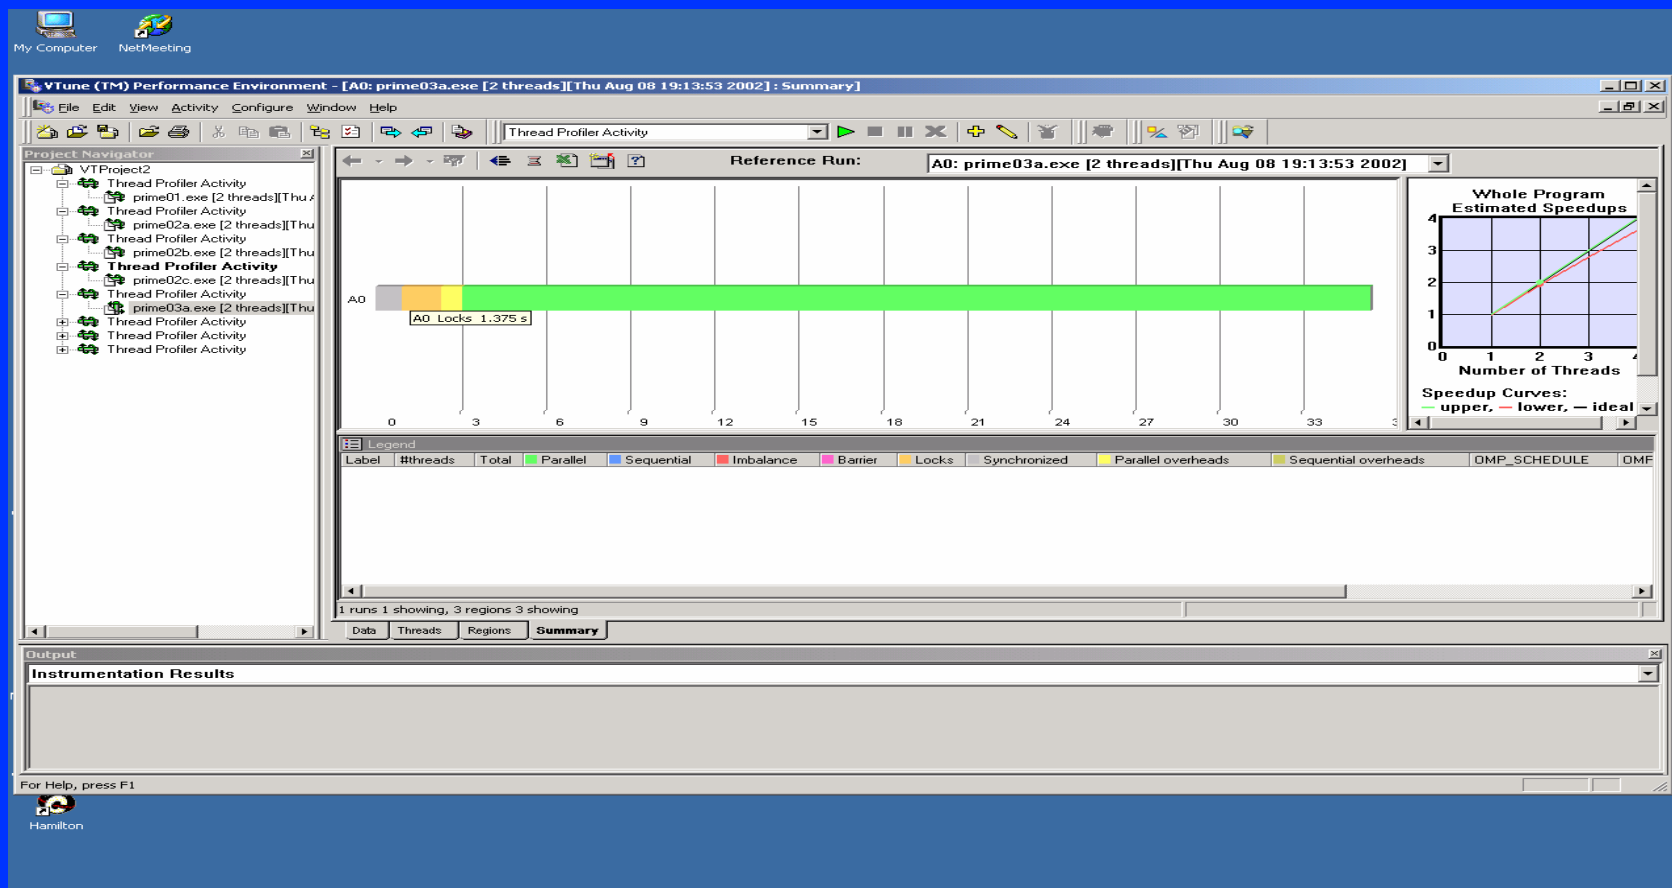 My Computer
NetMeeting
VTune (TM) Performance Environment - [A0: prime03a.exe [2 threads][Thu Aug 08 19:13:53 2002] : Summary]
File Edit View Activity Configure Window Help
Thread Profiler Activity
Project Navigator
VTProject2
Thread Profiler Activity
prime01.exe [2 threads][Thu
Thread Profiler Activity
prime02a.exe [2 threads][Thu
Thread Profiler Activity
prime02b.exe [2 threads][Thu
Thread Profiler Activity
prime02c.exe [2 threads][Thu
Thread Profiler Activity
prime03a.exe [2 threads][Thu
Thread Profiler Activity
Thread Profiler Activity
Thread Profiler Activity
Reference Run:
A0: prime03a.exe [2 threads][Thu Aug 08 19:13:53 2002]
A0
A0 Locks 1.375 s
0 3 6 9 12 15 18 21 24 27 30 33
Whole Program
Estimated Speedups
4
3
2
1
0
0 1 2 3
Number of Threads
Speedup Curves:
upper, lower, ideal
Legend
Label #threads Total Parallel Sequential Imbalance Barrier Locks Synchronized Parallel overheads Sequential overheads OMP_SCHEDULE
1 runs 1 showing, 3 regions 3 showing
Data Threads Regions Summary
Output
Instrumentation Results
For Help, press F1
Hamilton